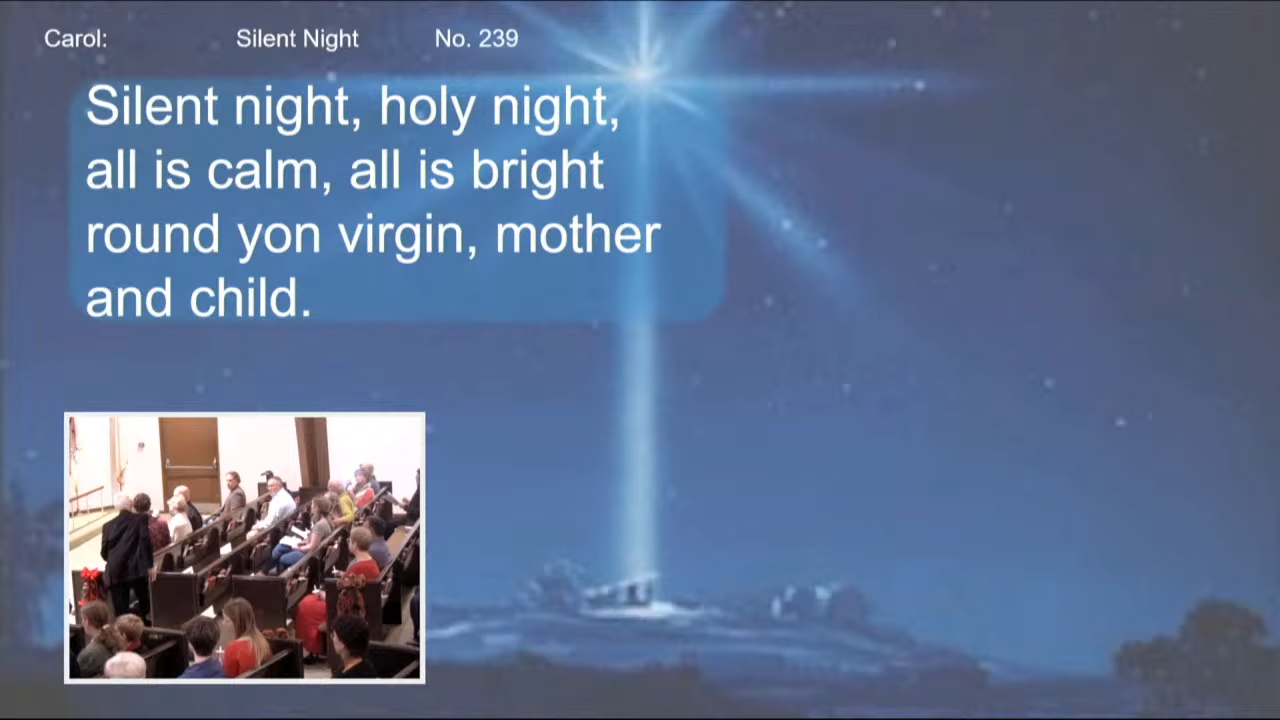 Carol: Silent Night No. 239
Silent night, holy night,
all is calm, all is bright
round yon virgin, mother
and child.